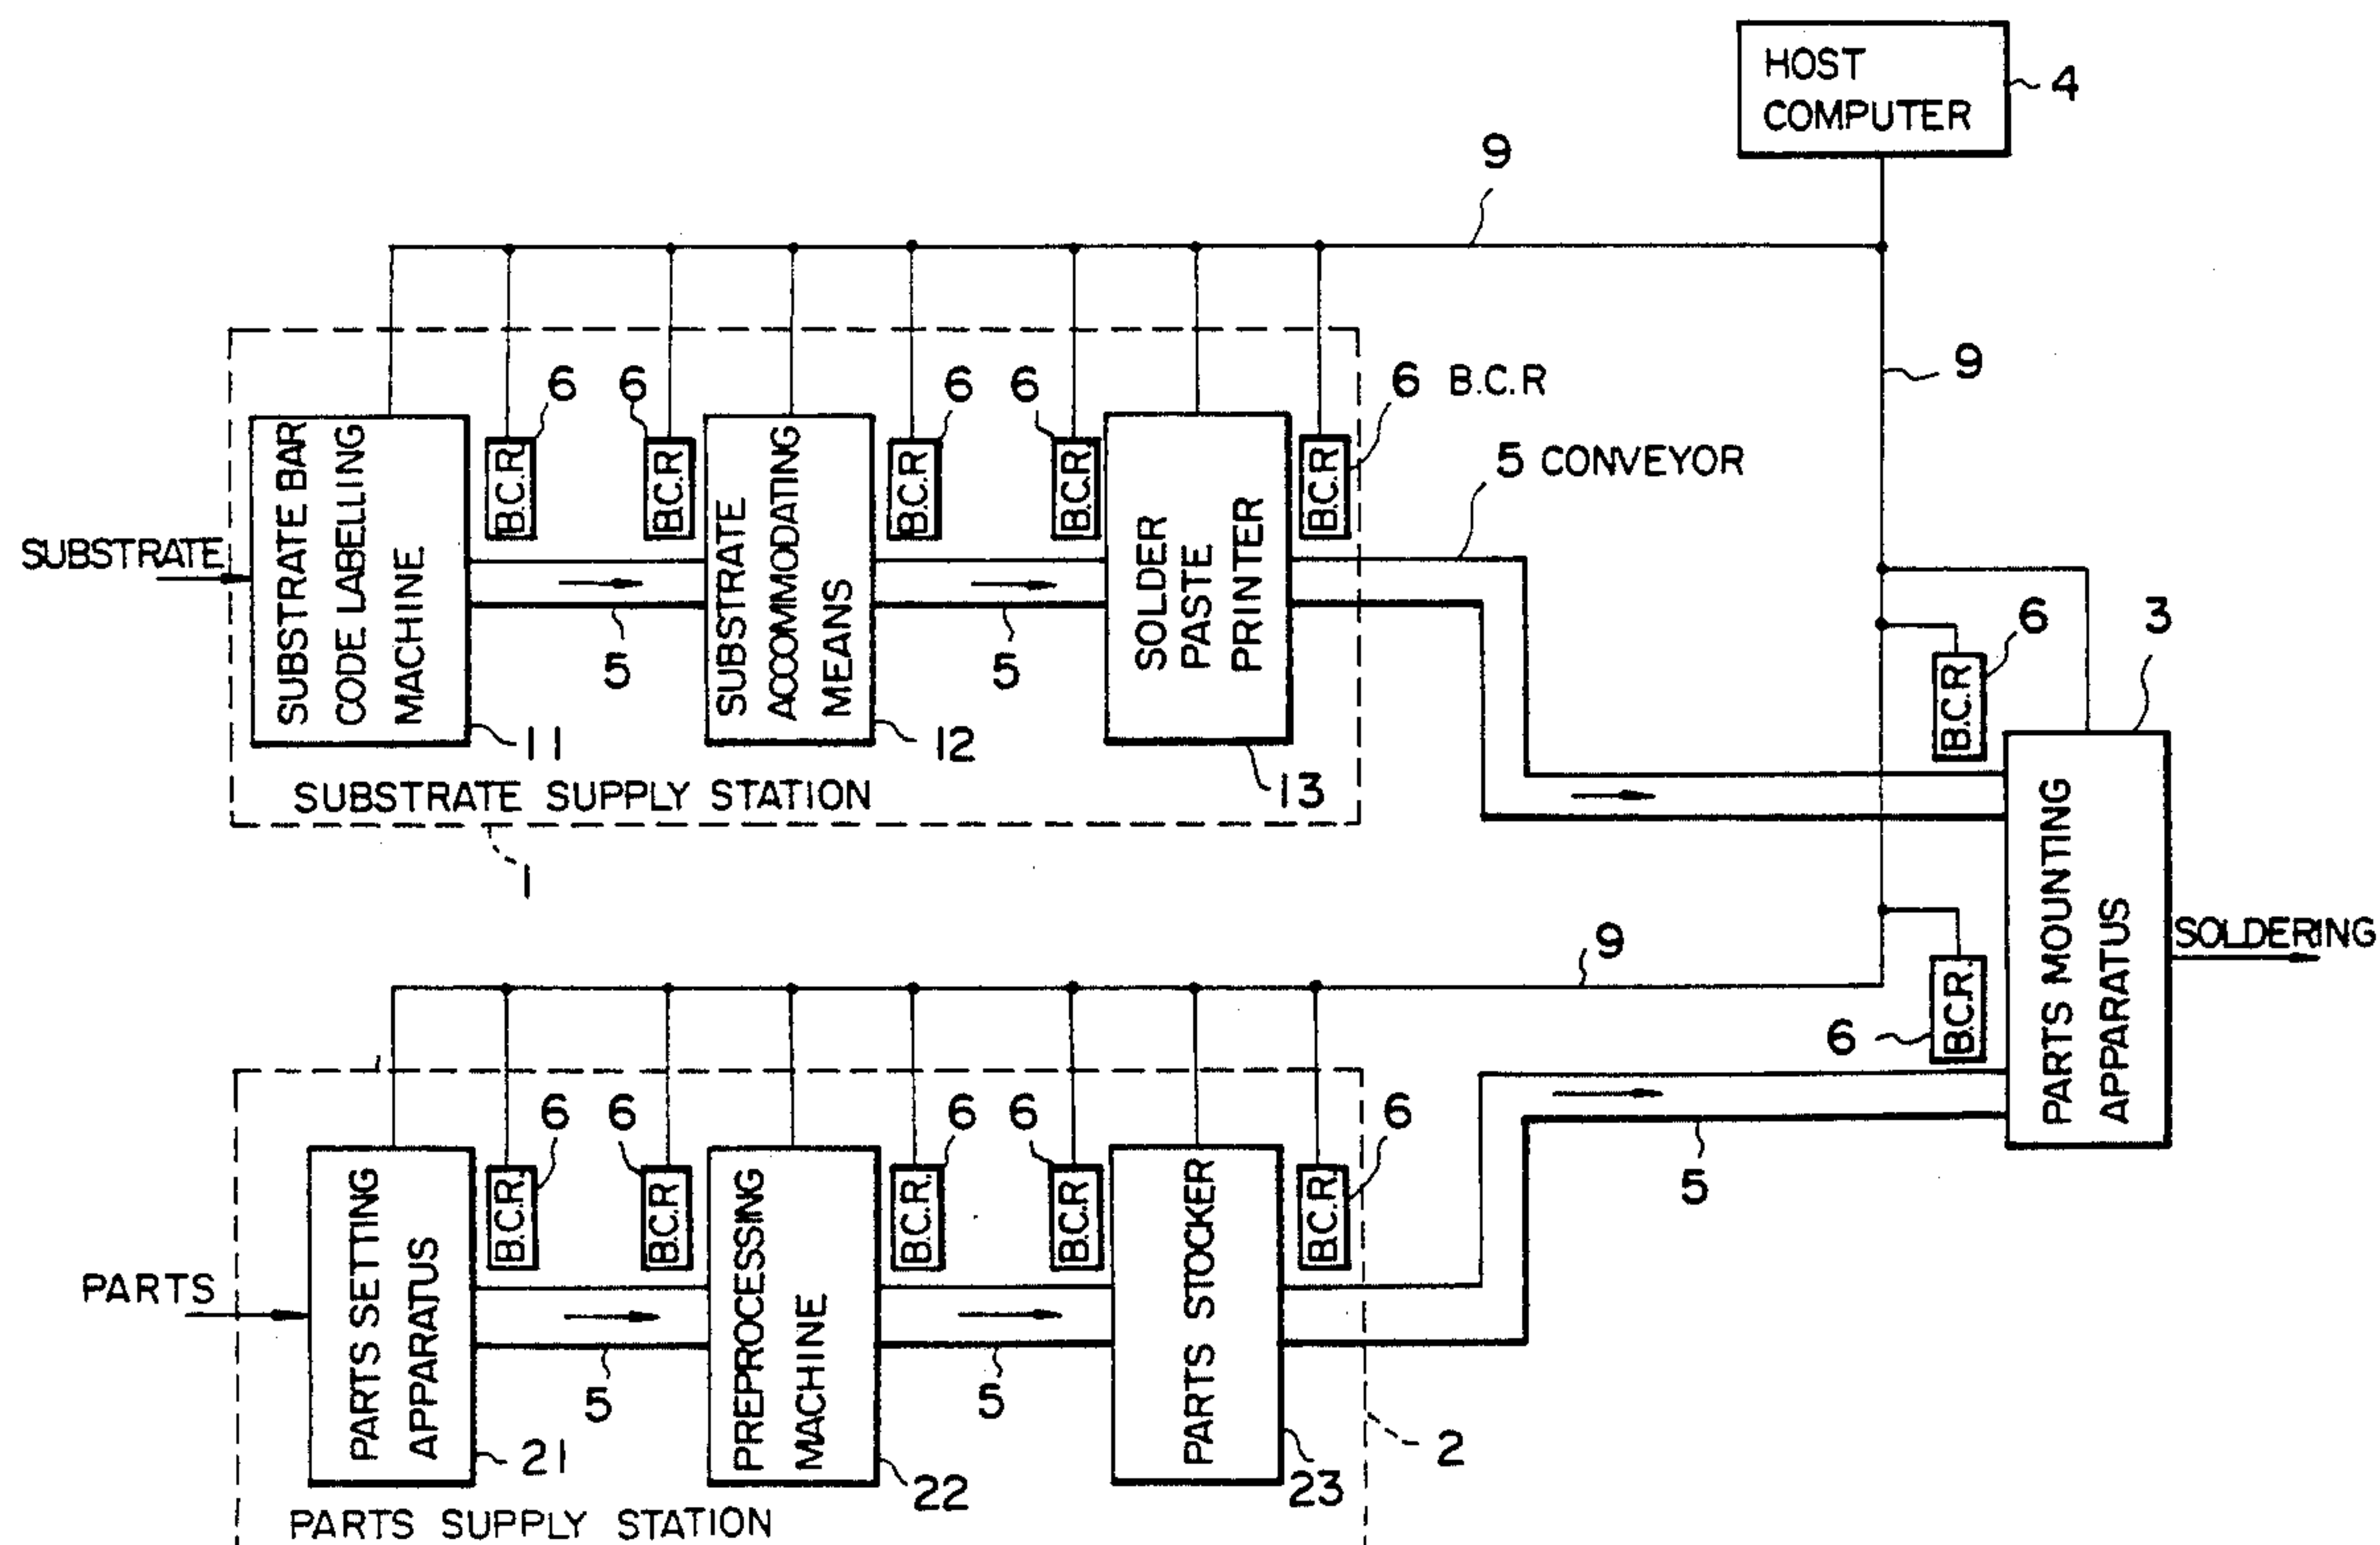 HOST
COMPUTER
4
9
9
6
6
6
6
6 B.C.R
B.C.R
B.C.R
B.C.R
B.C.R
B.C.R
5 CONVEYOR
SUBSTRATE
SUBSTRATE BAR
CODE LABELLING
MACHINE
SUBSTRATE
ACCOMMODATING
MEANS
SOLDER
PASTE
PRINTER
5
5
11
12
13
SUBSTRATE SUPPLY STATION
1
6
3
B.C.R
PARTS MOUNTING
APPARATUS
SOLDERING
9
B.C.R.
6
6
6
6
6
6
B.C.R.
B.C.R
B.C.R.
B.C.R
B.C.R.
5
PARTS
PARTS SETTING
APPARATUS
PREPROCESSING
MACHINE
PARTS STOCKER
5
5
21
22
23
2
PARTS SUPPLY STATION